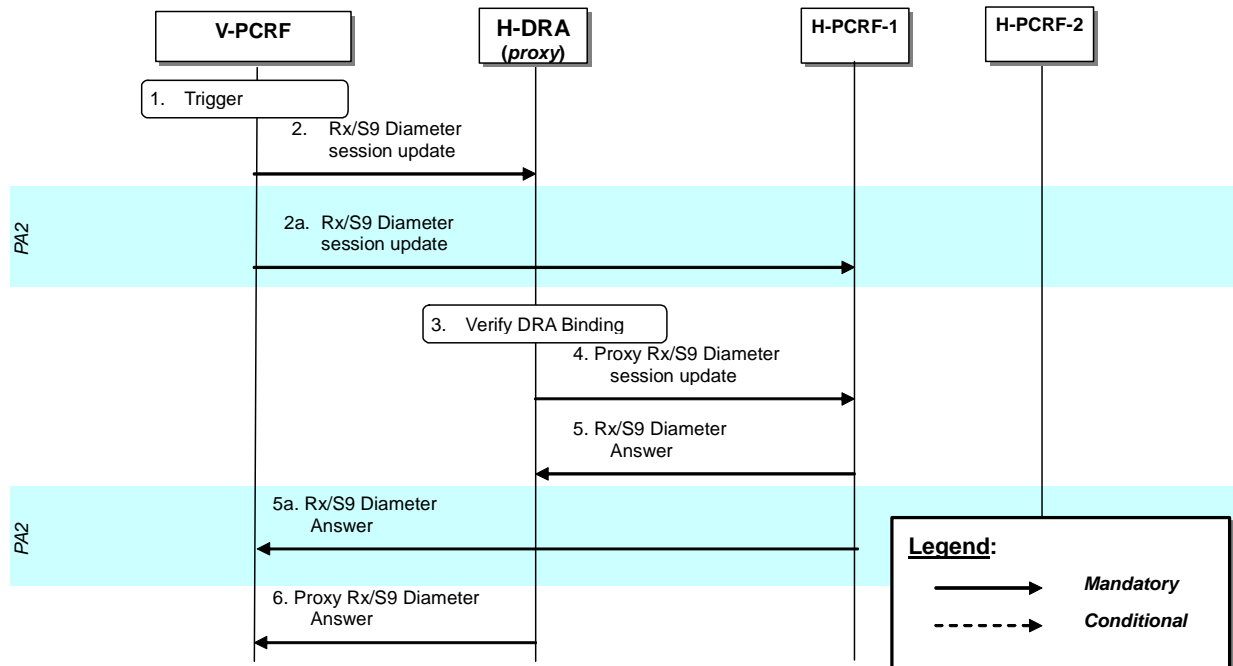 V-PCRF
H-DRA
(proxy)
H-PCRF-1
H-PCRF-2
1. Trigger
2. Rx/S9 Diameter
session update
PA2
2a. Rx/S9 Diameter
session update
3. Verify DRA Binding
4. Proxy Rx/S9 Diameter
session update
5. Rx/S9 Diameter
Answer
PA2
5a. Rx/S9 Diameter
Answer
6. Proxy Rx/S9 Diameter
Answer
Legend:
Mandatory
Conditional